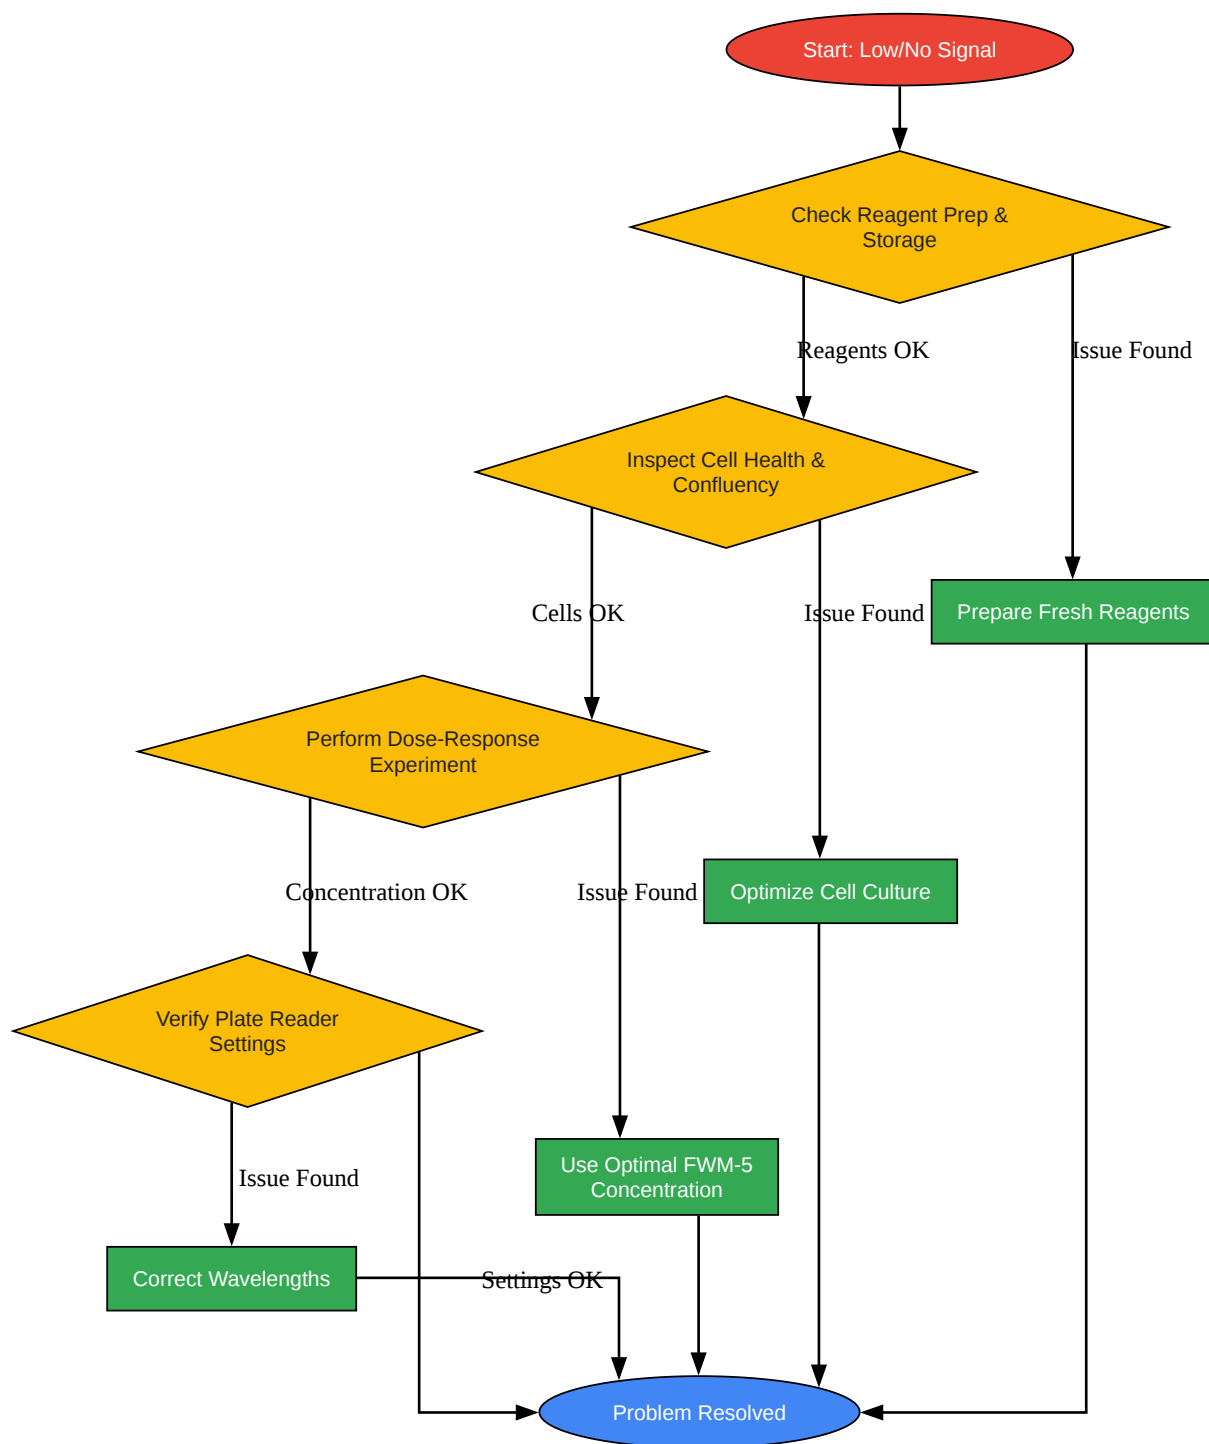 Start: Low/No Signal
Check Reagent Prep &
Storage
Reagents OK
Issue Found
Inspect Cell Health &
Confluency
Cells OK
Issue Found
Prepare Fresh Reagents
Perform Dose-Response
Experiment
Concentration OK
Issue Found
Optimize Cell Culture
Verify Plate Reader
Settings
Issue Found
Use Optimal FWM-5
Concentration
Correct Wavelengths
Settings OK
Problem Resolved